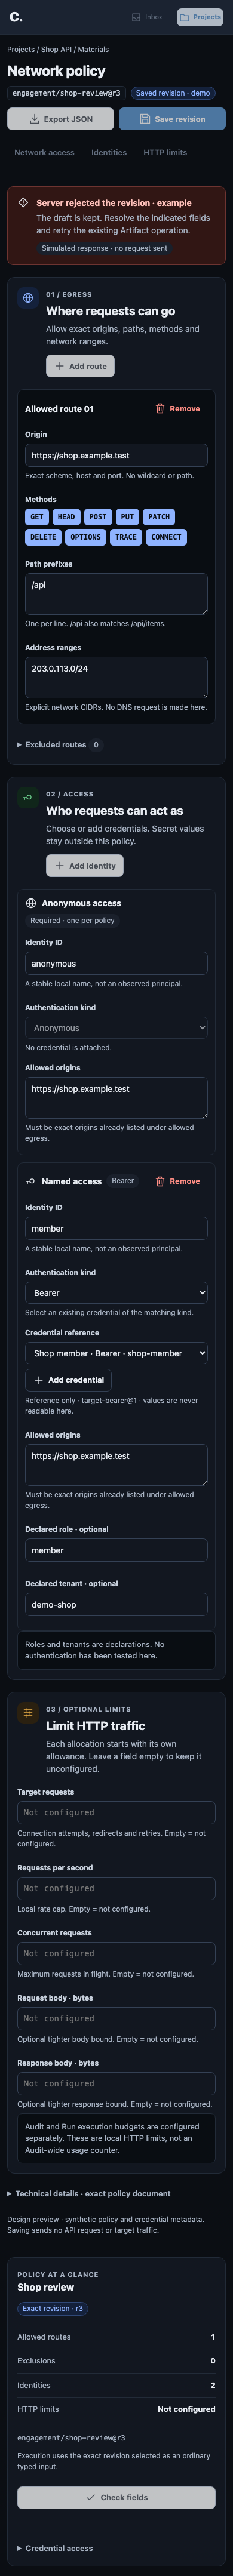 C.
Inbox
Projects
Projects / Shop API / Materials
Network policy
engagement/shop-review@r3
Saved revision · demo
Export JSON
Save revision
Network access
Identities
HTTP limits
Server rejected the revision · example
The draft is kept. Resolve the indicated fields
and retry the existing Artifact operation.
Simulated response · no request sent
01 / EGRESS
Where requests can go
Allow exact origins, paths, methods and
network ranges.
Add route
Allowed route 01
Remove
Origin
https://shop.example.test
Exact scheme, host and port. No wildcard or path.
Methods
GET HEAD POST PUT PATCH
DELETE OPTIONS TRACE CONNECT
Path prefixes
/api
One per line. /api also matches /api/items.
Address ranges
203.0.113.0/24
Explicit network CIDRs. No DNS request is made here.
Excluded routes 0
02 / ACCESS
Who requests can act as
Choose or add credentials. Secret values
stay outside this policy.
Add identity
Anonymous access
Required · one per policy
Identity ID
anonymous
A stable local name, not an observed principal.
Authentication kind
Anonymous
No credential is attached.
Allowed origins
https://shop.example.test
Must be exact origins already listed under allowed
egress.
Named access
Bearer
Remove
Identity ID
member
A stable local name, not an observed principal.
Authentication kind
Bearer
Select an existing credential of the matching kind.
Credential reference
Shop member · Bearer · shop-member
Add credential
Reference only · target-bearer@1 · values are never
readable here.
Allowed origins
https://shop.example.test
Must be exact origins already listed under allowed
egress.
Declared role · optional
member
Declared tenant · optional
demo-shop
Roles and tenants are declarations. No
authentication has been tested here.
03 / OPTIONAL LIMITS
Limit HTTP traffic
Each allocation starts with its own
allowance. Leave a field empty to keep it
unconfigured.
Target requests
Not configured
Connection attempts, redirects and retries. Empty = not
configured.
Requests per second
Not configured
Local rate cap. Empty = not configured.
Concurrent requests
Not configured
Maximum requests in flight. Empty = not configured.
Request body · bytes
Not configured
Optional tighter body bound. Empty = not configured.
Response body · bytes
Not configured
Optional tighter response bound. Empty = not configured.
Audit and Run execution budgets are configured
separately. These are local HTTP limits, not an
Audit-wide usage counter.
Technical details · exact policy document
Design preview · synthetic policy and credential metadata.
Saving sends no API request or target traffic.
POLICY AT A GLANCE
Shop review
Exact revision · r3
Allowed routes 1
Exclusions 0
Identities 2
HTTP limits Not configured
engagement/shop-review@r3
Execution uses the exact revision selected as an ordinary
typed input.
Check fields
Credential access